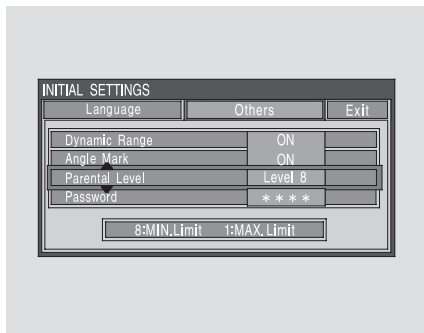 INITIAL SETTINGS
Language Others Exit
Dynamic Range ON
Angle Mark ON
Parental Level Level 8
Password ****
8:MIN.Limit 1:MAX.Limit